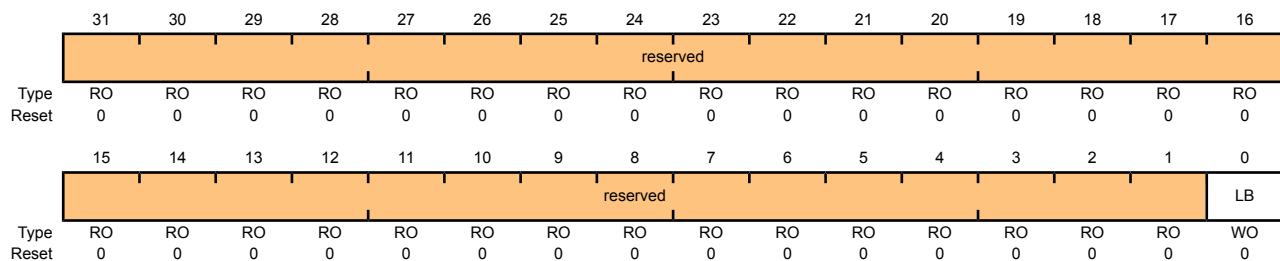 31 30 29 28 27 26 25 24 23 22 21 20 19 18 17 16
reserved
Type RO RO RO RO RO RO RO RO RO RO RO RO RO RO RO RO
Reset 0 0 0 0 0 0 0 0 0 0 0 0 0 0 0 0
15 14 13 12 11 10 9 8 7 6 5 4 3 2 1 0
reserved LB
Type RO RO RO RO RO RO RO RO RO RO RO RO RO RO RO WO
Reset 0 0 0 0 0 0 0 0 0 0 0 0 0 0 0 0